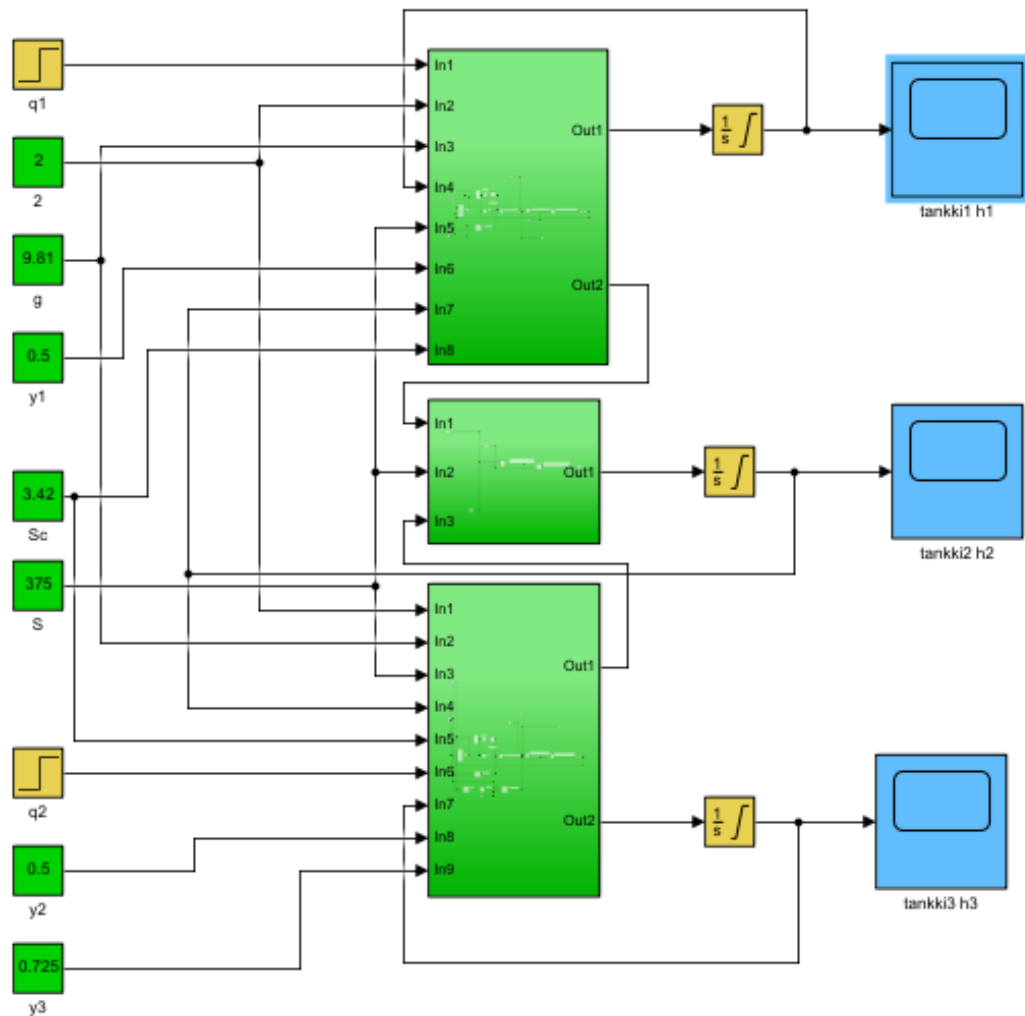 q1
2
2
9.81
g
0.5
y1
3.42
Sc
375
S
q2
0.5
y2
0.725
y3
In1
In2
In3
In4
In5
In6
In7
In8
Out1
Out2
1
s
tankki1 h1
In1
In2
In3
Out1
1
s
tankki2 h2
In1
In2
In3
In4
In5
In6
In7
In8
In9
Out1
Out2
1
s
tankki3 h3